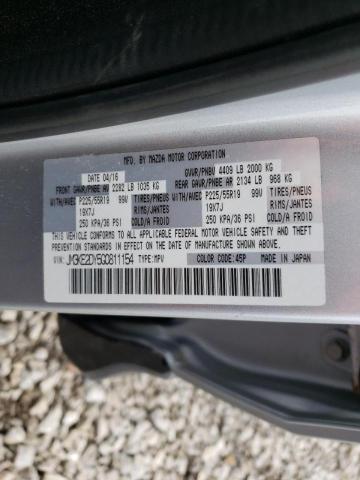 MFD. BY MAZDA MOTOR CORPORATION
DATE 04/16 GVWR/PNBV 4409 LB 2000 KG
FRONT GAWR/PNBE AV 2282 LB 1035 KG REAR GAWR/PNBE AR 2134 LB 968 KG
WITH/AVEC P225/55R19 99V TIRES/PNEUS WITH/AVEC P225/55R19 99V TIRES/PNEUS
19X7J RIMS/JANTES 19X7J RIMS/JANTES
250 KPA/36 PSI COLD/A FROID 250 KPA/36 PSI COLD/A FROID
THIS VEHICLE CONFORMS TO ALL APPLICABLE FEDERAL MOTOR VEHICLE SAFETY, BUMPER,
AND THEFT PREVENTION STANDARDS IN EFFECT ON THE DATE OF MANUFACTURE SHOWN ABOVE.
VIN: JM3KE2DY5G0811154 TYPE:MPV COLOR CODE:45P MADE IN JAPAN